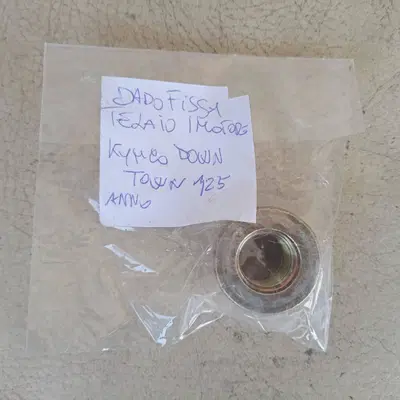 DADO FISSA
TELAIO MOTORE
KYMCO DOWN
TOWN 125
ANNO